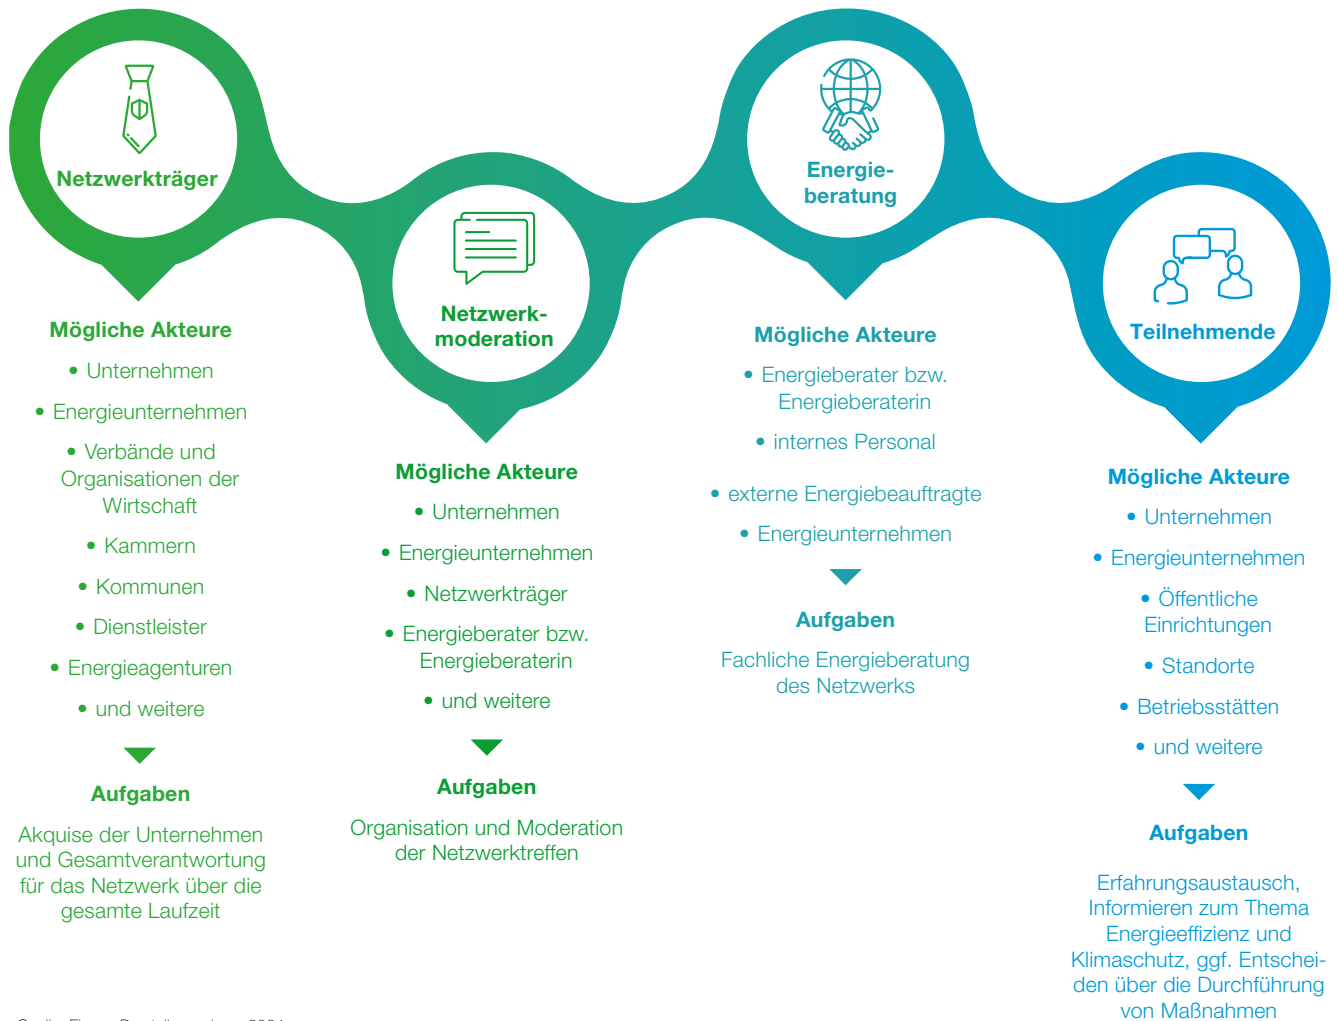 Netzwerkträger
Mögliche Akteure
• Unternehmen
• Energieunternehmen
• Verbände und
Organisationen der
Wirtschaft
• Kammern
• Kommunen
• Dienstleister
• Energieagenturen
• und weitere
Aufgaben
Akquise der Unternehmen
und Gesamtverantwortung
für das Netzwerk über die
gesamte Laufzeit
Netzwerk-
moderation
Mögliche Akteure
• Unternehmen
• Energieunternehmen
• Netzwerkträger
• Energieberater bzw.
Energieberaterin
• und weitere
Aufgaben
Organisation und Moderation
der Netzwerktreffen
Energie-
beratung
Mögliche Akteure
• Energieberater bzw.
Energieberaterin
• internes Personal
• externe Energiebeauftragte
• Energieunternehmen
Aufgaben
Fachliche Energieberatung
des Netzwerks
Teilnehmende
Mögliche Akteure
• Unternehmen
• Energieunternehmen
• Öffentliche
Einrichtungen
• Standorte
• Betriebsstätten
• und weitere
Aufgaben
Erfahrungsaustausch,
Informieren zum Thema
Energieeffizienz und
Klimaschutz, ggf. Entschei-
den über die Durchführung
von Maßnahmen